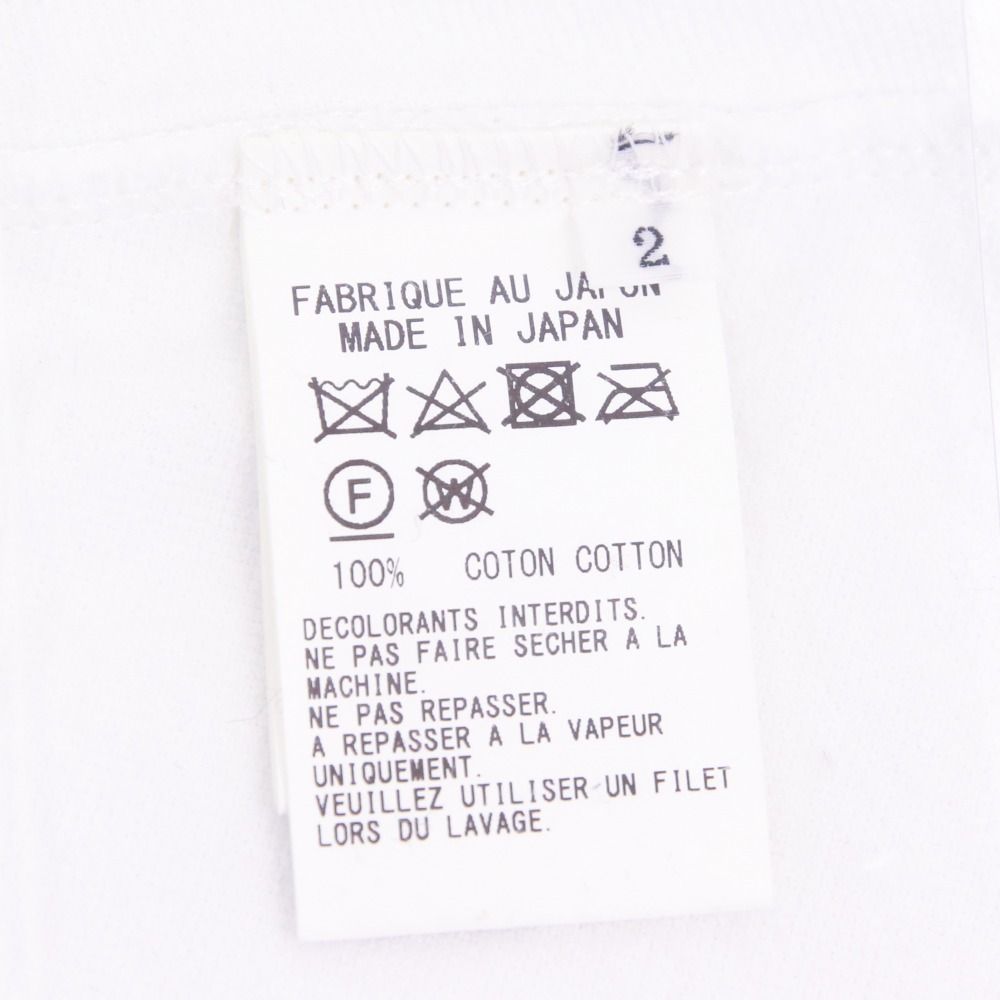 2
FABRIQUE AU
MADE IN JAPAN
F W
100% COTON COTTON
DECOLORANTS INTERDITS.
NE PAS FAIRE SECHER A LA
MACHINE.
NE PAS REPASSER.
A REPASSER A LA VAPEUR
UNIQUEMENT.
VEUILLEZ UTILISER UN FILET
LORS DU LAVAGE.